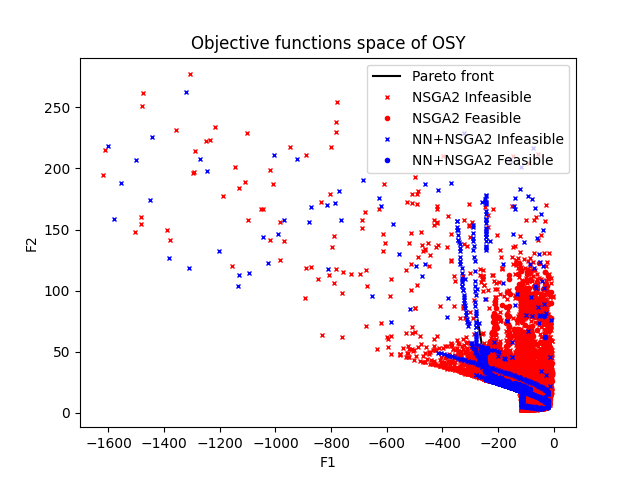 Objective functions space of OSY
Pareto front
NSGA2 Infeasible
NSGA2 Feasible
NN+NSGA2 Infeasible
NN+NSGA2 Feasible
250
200
150
100
50
0
F2
−1600 −1400 −1200 −1000 −800 −600 −400 −200 0
F1